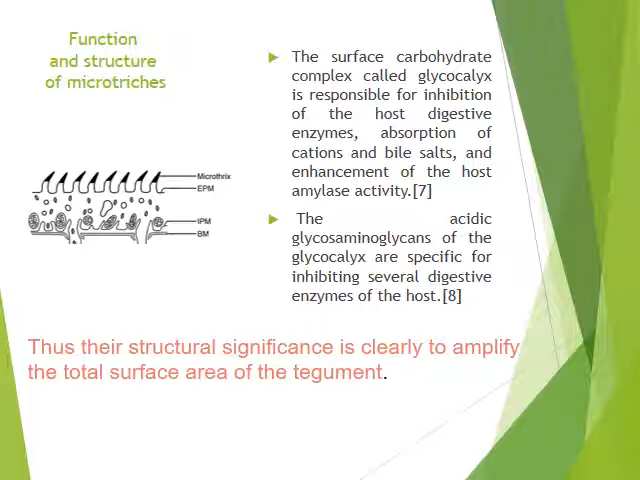 Function
and structure
of microtriches
The surface carbohydrate
complex called glycocalyx
is responsible for inhibition
of the host digestive
enzymes, absorption of
cations and bile salts, and
enhancement of the host
amylase activity.[7]
The acidic
glycosaminoglycans of the
glycocalyx are specific for
inhibiting several digestive
enzymes of the host.[8]
Microthrix
EPM
IPM
BM
Thus their structural significance is clearly to amplify
the total surface area of the tegument.